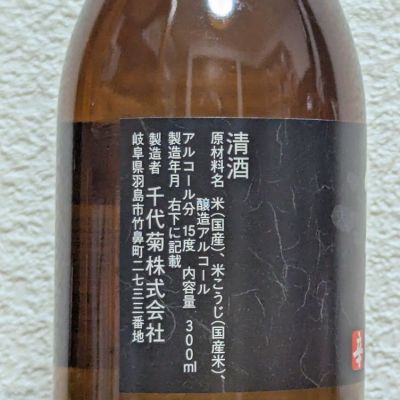 清酒
原材料名 米(国産)、米こうじ(国産米)、
醸造アルコール
アルコール分 15度 内容量 300ml
製造年月 右下に記載
製造者 千代菊株式会社
岐阜県羽島市竹鼻町二七三三番地